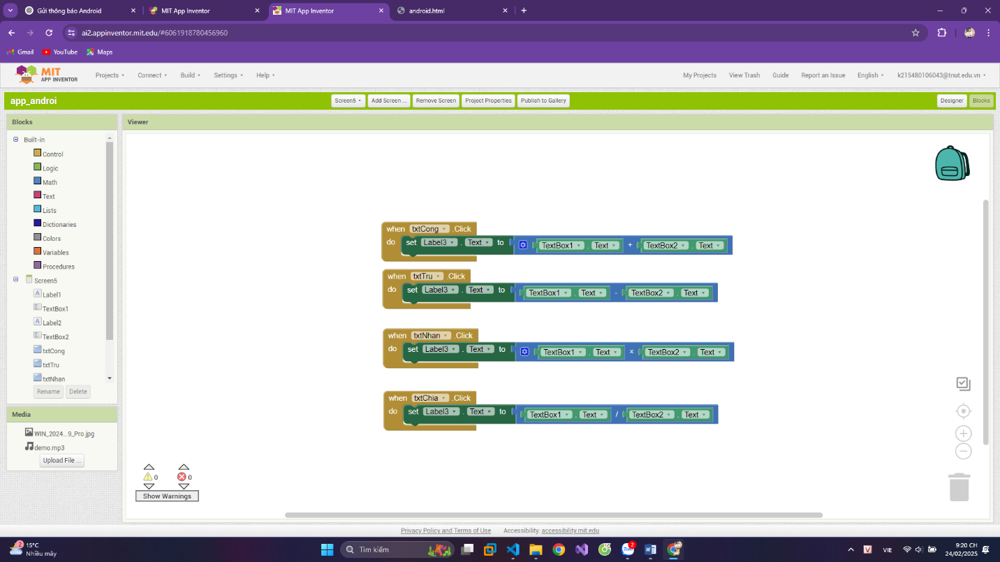 Gửi thông báo Android
MIT App Inventor
MIT App Inventor
android.html
ai2.appinventor.mit.edu/#6061918780456960
Gmail YouTube Maps
MIT
APP INVENTOR
Projects Connect Build Settings Help My Projects View Trash Guide Report an Issue English k215480106043@tnut.edu.vn
app_androi
Screen5 Add Screen ... Remove Screen Project Properties Publish to Gallery Designer Blocks
Blocks
Built-in
Control
Logic
Math
Text
Lists
Dictionaries
Colors
Variables
Procedures
Screen5
Label1
TextBox1
Label2
TextBox2
txtCong
txtTru
txtNhan
Rename Delete
Media
WIN_2024...9_Pro.jpg
demo.mp3
Upload File ...
Viewer
when txtCong .Click
do set Label3 . Text to TextBox1 . Text + TextBox2 . Text
when txtTru .Click
do set Label3 . Text to TextBox1 . Text - TextBox2 . Text
when txtNhan .Click
do set Label3 . Text to TextBox1 . Text × TextBox2 . Text
when txtChia .Click
do set Label3 . Text to TextBox1 . Text / TextBox2 . Text
0 0
Show Warnings
Privacy Policy and Terms of Use Accessibility: accessibility.mit.edu
2
15°C
Nhiều mây
Tìm kiếm
Zalo
2
VIE
9:20 CH
24/02/2025